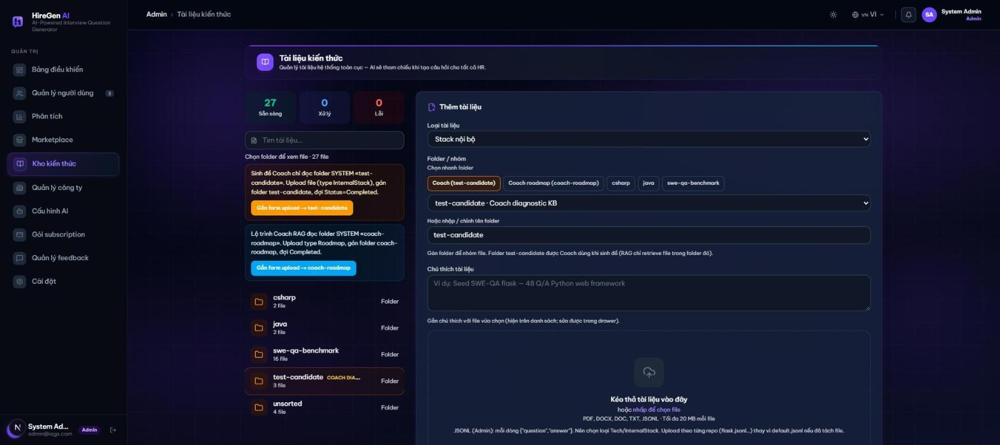 HireGen AI
AI-Powered Interview Question
Generator
Admin › Tài liệu kiến thức
VN VI
SA
System Admin
Admin
QUẢN TRỊ
Bảng điều khiển
Quản lý người dùng 3
Phân tích
Marketplace
Kho kiến thức
Quản lý công ty
Cấu hình AI
Gói subscription
Quản lý feedback
Cài đặt
N
System Ad...
admin@iqgs.com
Admin
Tài liệu kiến thức
Quản lý tài liệu hệ thống toàn cục — AI sẽ tham chiếu khi tạo câu hỏi cho tất cả HR.
27 0 0
Sẵn sàng Xử lý Lỗi
Tìm tài liệu...
Chọn folder để xem file · 27 file
Sinh đề Coach chỉ đọc folder SYSTEM «test-
candidate». Upload file (type InternalStack), gán
folder test-candidate, đợi Status=Completed.
Gắn form upload → test-candidate
Lộ trình Coach RAG đọc folder SYSTEM «coach-
roadmap». Upload type Roadmap, gán folder coach-
roadmap, đợi Completed.
Gắn form upload → coach-roadmap
csharp Folder
2 file
java Folder
2 file
swe-qa-benchmark Folder
16 file
test-candidate COACH DIA... Folder
3 file
unsorted Folder
4 file
Thêm tài liệu
Loại tài liệu
Stack nội bộ
Folder / nhóm
Chọn nhanh folder
Coach (test-candidate) Coach roadmap (coach-roadmap) csharp java swe-qa-benchmark
test-candidate · Coach diagnostic KB
Hoặc nhập / chỉnh tên folder
test-candidate
Gán folder để nhóm file. Folder test-candidate được Coach dùng khi sinh đề (RAG chỉ retrieve file trong folder đó).
Chú thích tài liệu
Ví dụ: Seed SWE-QA flask — 48 Q/A Python web framework
Gắn chú thích với file vừa chọn (hiện trên danh sách; sửa được trong drawer).
Kéo thả tài liệu vào đây
hoặc nhấp để chọn file
PDF, DOCX, DOC, TXT, JSONL · Tối đa 20 MB mỗi file
JSONL (Admin): mỗi dòng {"question","answer"}. Nên chọn loại Tech/InternalStack. Upload theo từng repo (flask.jsonl...) thay vì default.jsonl nếu đã tách file.